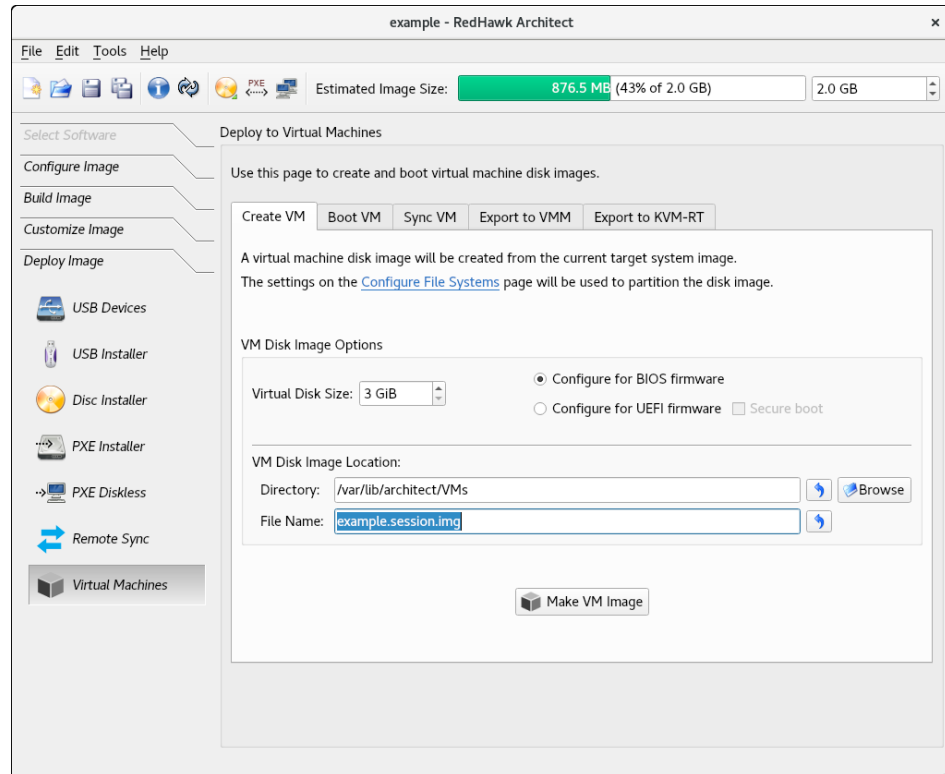 example - RedHawk Architect
File Edit Tools Help
PXE Estimated Image Size: 876.5 MB (43% of 2.0 GB) 2.0 GB
Select Software
Configure Image
Build Image
Customize Image
Deploy Image
USB Devices
USB Installer
Disc Installer
PXE Installer
PXE Diskless
Remote Sync
Virtual Machines
Deploy to Virtual Machines
Use this page to create and boot virtual machine disk images.
Create VM Boot VM Sync VM Export to VMM Export to KVM-RT
A virtual machine disk image will be created from the current target system image.
The settings on the Configure File Systems page will be used to partition the disk image.
VM Disk Image Options
Virtual Disk Size: 3 GiB
Configure for BIOS firmware
Configure for UEFI firmware Secure boot
VM Disk Image Location:
Directory: /var/lib/architect/VMs Browse
File Name: example.session.img
Make VM Image